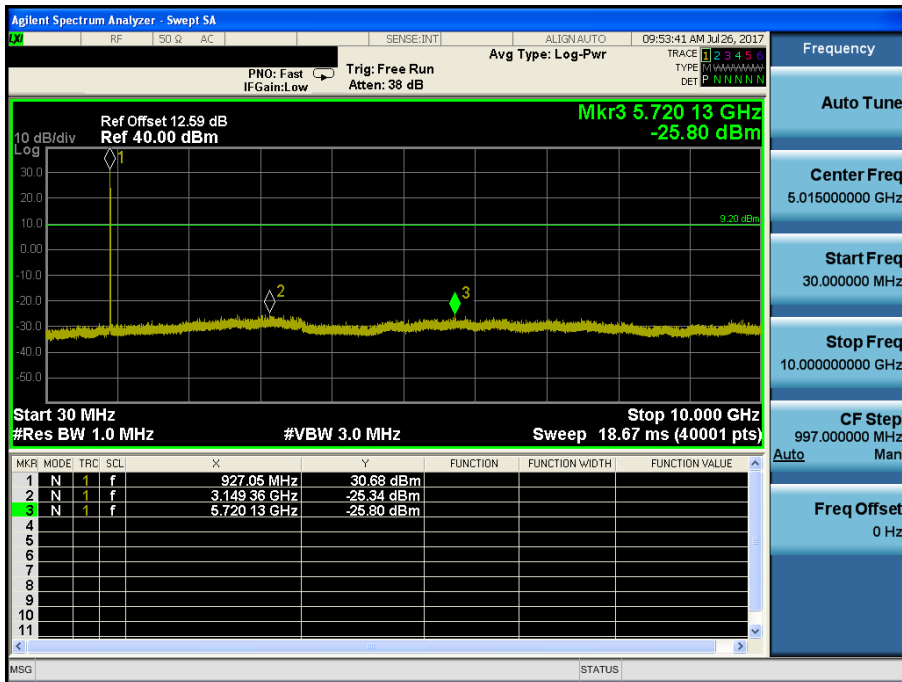 Agilent Spectrum Analyzer - Swept SA
LXI RF 50 Ω AC SENSE:INT ALIGN AUTO 09:53:41 AM Jul 26, 2017
Avg Type: Log-Pwr TRACE 1 2 3 4 5 6
PNO: Fast Trig: Free Run TYPE M W W W W W
IFGain:Low Atten: 38 dB DET P N N N N N
Mkr3 5.720 13 GHz
-25.80 dBm
Ref Offset 12.59 dB
10 dB/div Ref 40.00 dBm
Log
1
30.0
20.0
10.0
9.20 dBm
0.00
-10.0
2
3
-20.0
-30.0
-40.0
-50.0
Start 30 MHz Stop 10.000 GHz
#Res BW 1.0 MHz #VBW 3.0 MHz Sweep 18.67 ms (40001 pts)
MKR MODE TRC SCL X Y FUNCTION FUNCTION WIDTH FUNCTION VALUE
1 N 1 f 927.05 MHz 30.68 dBm
2 N 1 f 3.149 36 GHz -25.34 dBm
3 N 1 f 5.720 13 GHz -25.80 dBm
4
5
6
7
8
9
10
11
MSG STATUS
Frequency
Auto Tune
Center Freq
5.015000000 GHz
Start Freq
30.000000 MHz
Stop Freq
10.000000000 GHz
CF Step
997.000000 MHz
Auto Man
Freq Offset
0 Hz